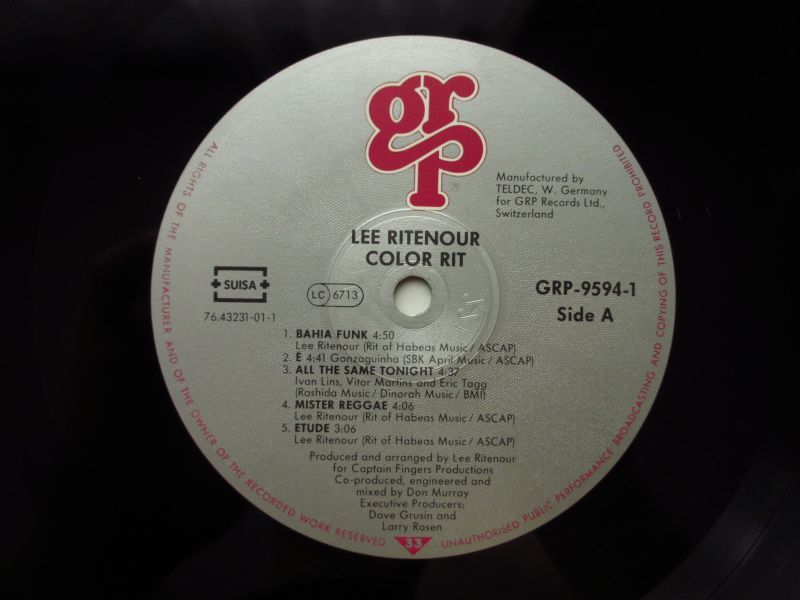 grp
®
Manufactured by
TELDEC, W. Germany
for GRP Records Ltd.,
Switzerland
LEE RITENOUR
COLOR RIT
SUISA
LC 6713
GRP-9594-1
Side A
76.43231-01-1
1. BAHIA FUNK 4:50
Lee Ritenour (Rit of Habeas Music / ASCAP)
2. É 4:41 Gonzaguinha (SBK April Music / ASCAP)
3. ALL THE SAME TONIGHT 4:37
Ivan Lins, Vitor Martins and Eric Tagg
(Rashida Music / Dinorah Music / BMI)
4. MISTER REGGAE 4:06
Lee Ritenour (Rit of Habeas Music / ASCAP)
5. ETUDE 3:06
Lee Ritenour (Rit of Habeas Music / ASCAP)
Produced and arranged by Lee Ritenour
for Captain Fingers Productions
Co-produced, engineered and
mixed by Don Murray
Executive Producers:
Dave Grusin and
Larry Rosen
ALL RIGHTS OF THE MANUFACTURER AND OF THE OWNER OF THE RECORDED WORK RESERVED
33
UNAUTHORISED PUBLIC PERFORMANCE BROADCASTING AND COPYING OF THIS RECORD PROHIBITED